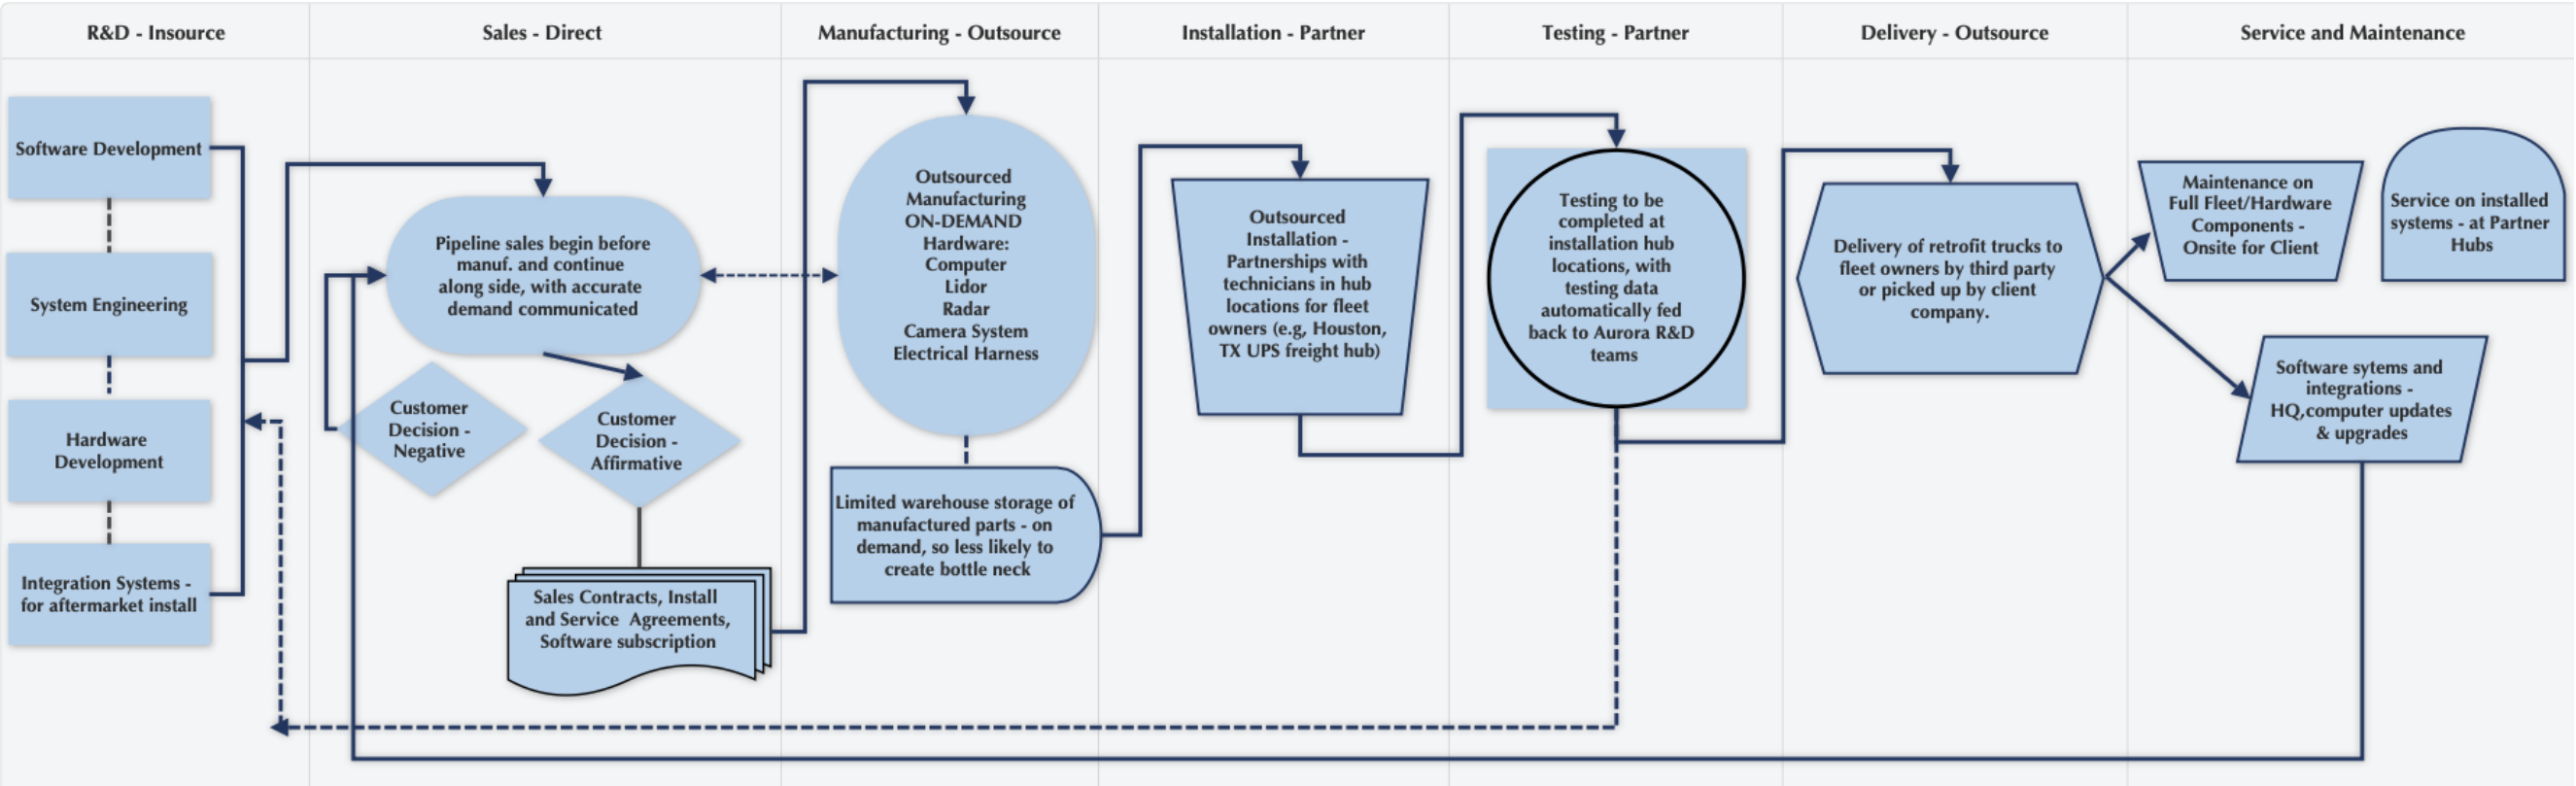 R&D - Insource
Sales - Direct
Manufacturing - Outsource
Installation - Partner
Testing - Partner
Delivery - Outsource
Service and Maintenance
Software Development
System Engineering
Hardware
Development
Integration Systems -
for aftermarket install
Pipeline sales begin before
manuf. and continue
along side, with accurate
demand communicated
Customer
Decision -
Negative
Customer
Decision -
Affirmative
Sales Contracts, Install
and Service Agreements,
Software subscription
Outsourced
Manufacturing
ON-DEMAND
Hardware:
Computer
Lidor
Radar
Camera System
Electrical Harness
Limited warehouse storage of
manufactured parts - on
demand, so less likely to
create bottle neck
Outsourced
Installation -
Partnerships with
technicians in hub
locations for fleet
owners (e.g, Houston,
TX UPS freight hub)
Testing to be
completed at
installation hub
locations, with
testing data
automatically fed
back to Aurora R&D
teams
Delivery of retrofit trucks to
fleet owners by third party
or picked up by client
company.
Maintenance on
Full Fleet/Hardware
Components -
Onsite for Client
Service on installed
systems - at Partner
Hubs
Software sytems and
integrations -
HQ,computer updates
& upgrades